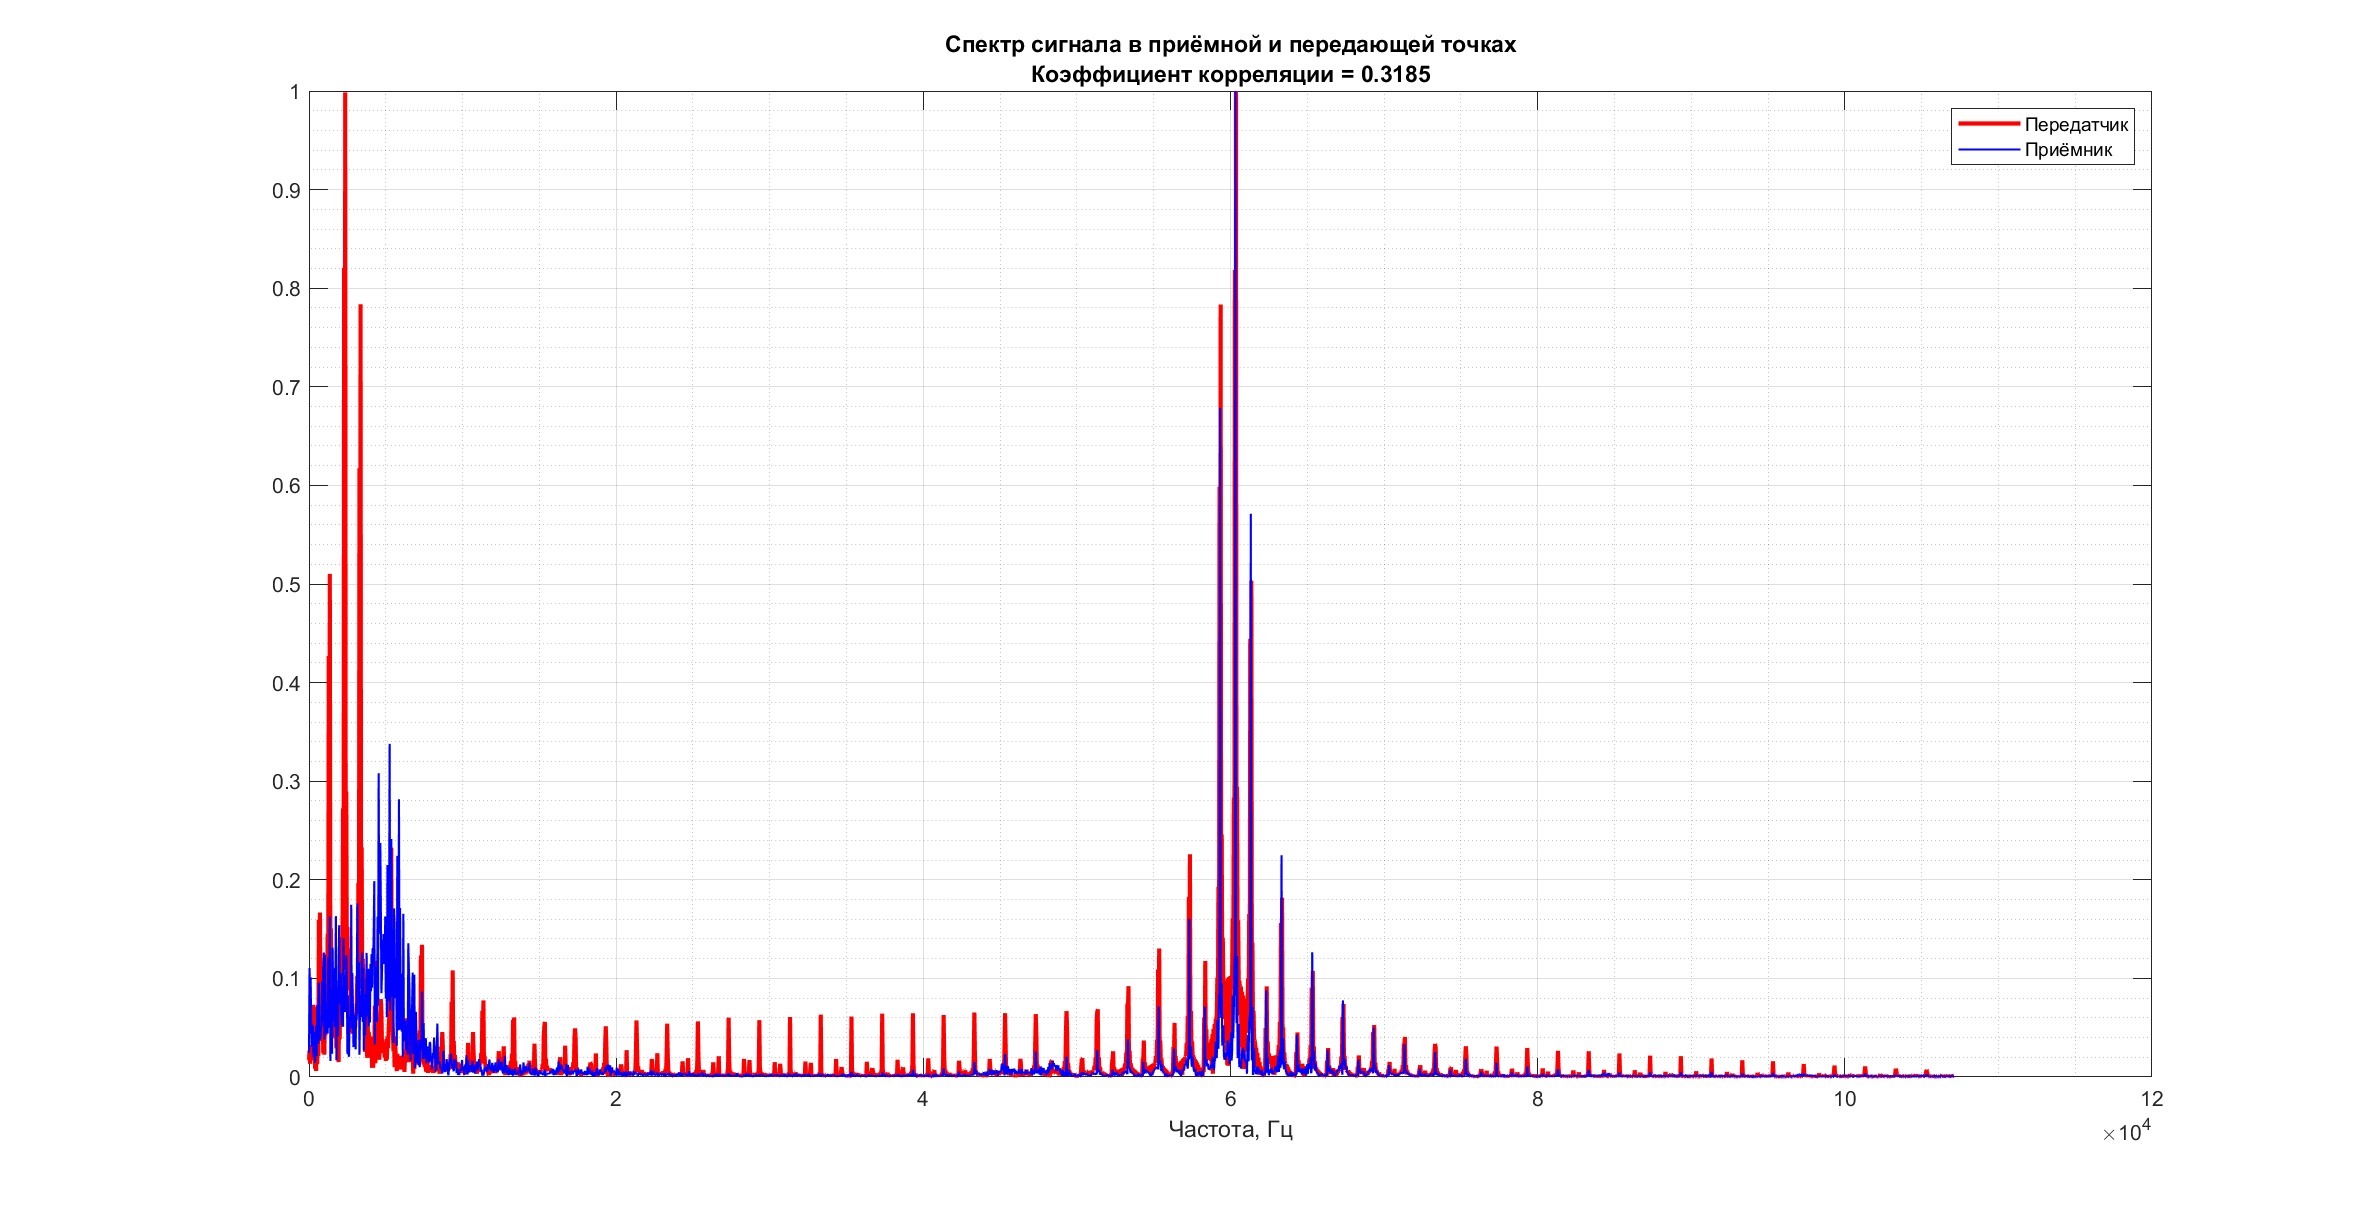 Спектр сигнала в приёмной и передающей точках
Коэффициент корреляции = 0.3185
1
0.9
0.8
0.7
0.6
0.5
0.4
0.3
0.2
0.1
0
Передатчик
Приёмник
0 2 4 6 8 10 12
Частота, Гц
×10⁴